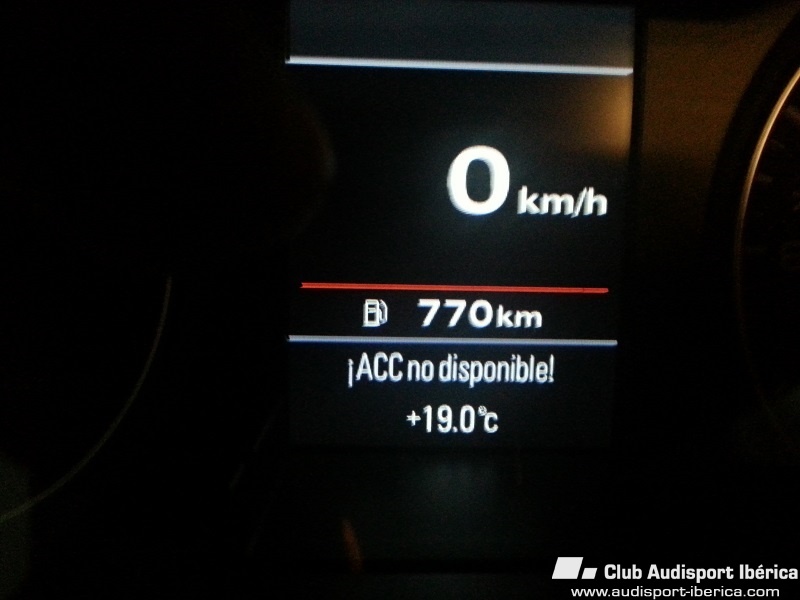 0 km/h
770km
¡ACC no disponible!
+19.0°C
Club Audisport Ibérica
www.audisport-iberica.com